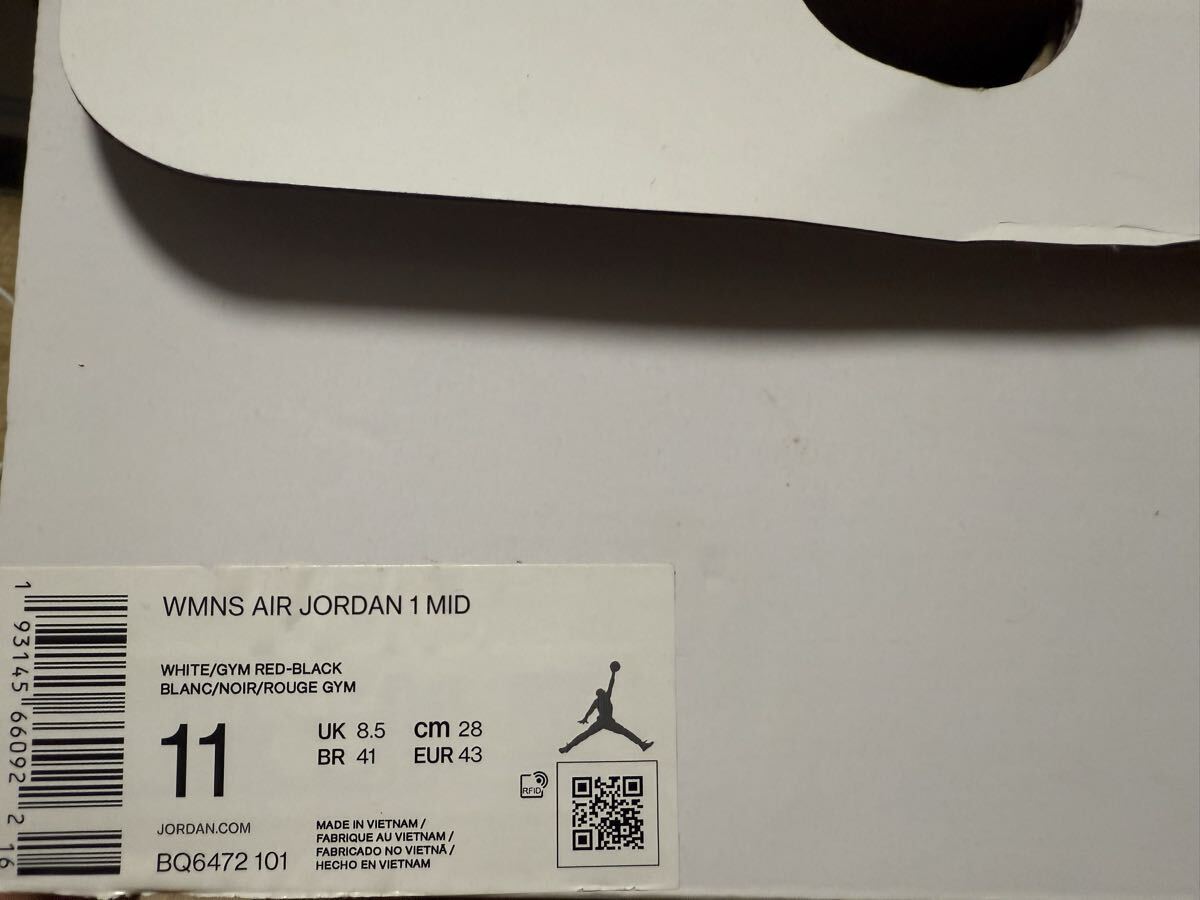 WMNS AIR JORDAN 1 MID
WHITE/GYM RED-BLACK
BLANC/NOIR/ROUGE GYM
11
UK 8.5 cm 28
BR 41 EUR 43
RFID
JORDAN.COM
BQ6472 101
MADE IN VIETNAM /
FABRIQUE AU VIETNAM /
FABRICADO NO VIETNÃ /
HECHO EN VIETNAM
1 93145 66092 2 16